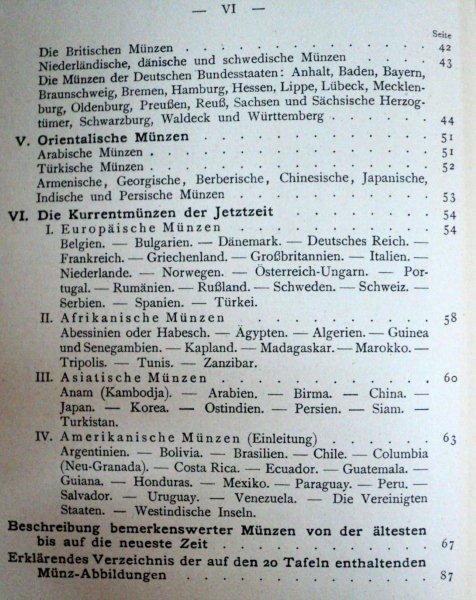 — VI —
Seite
Die Britischen Münzen . . . . . . . . . . . . 42
Niederländische, dänische und schwedische Münzen . . . . 43
Die Münzen der Deutschen Bundesstaaten: Anhalt, Baden, Bayern,
Braunschweig, Bremen, Hamburg, Hessen, Lippe, Lübeck, Mecklen-
burg, Oldenburg, Preußen, Reuß, Sachsen und Sächsische Herzog-
tümer, Schwarzburg, Waldeck und Württemberg . . . . . 44
V. Orientalische Münzen . . . . . . . . . . . . 51
Arabische Münzen . . . . . . . . . . . . . 51
Türkische Münzen . . . . . . . . . . . . . 52
Armenische, Georgische, Berberische, Chinesische, Japanische,
Indische und Persische Münzen . . . . . . . . . 53
VI. Die Kurrentmünzen der Jetztzeit . . . . . . . . 54
I. Europäische Münzen . . . . . . . . . . . 54
Belgien. — Bulgarien. — Dänemark. — Deutsches Reich. —
Frankreich. — Griechenland. — Großbritannien. — Italien. —
Niederlande. — Norwegen. — Österreich-Ungarn. — Por-
tugal. — Rumänien. — Rußland. — Schweden. — Schweiz. —
Serbien. — Spanien. — Türkei.
II. Afrikanische Münzen . . . . . . . . . . . 58
Abessinien oder Habesch. — Ägypten. — Algerien. — Guinea
und Senegambien. — Kapland. — Madagaskar. — Marokko. —
Tripolis. — Tunis. — Zanzibar.
III. Asiatische Münzen . . . . . . . . . . . . 60
Anam (Kambodja). — Arabien. — Birma. — China. —
Japan. — Korea. — Ostindien. — Persien. — Siam. —
Turkistan.
IV. Amerikanische Münzen (Einleitung) . . . . . . 63
Argentinien. — Bolivia. — Brasilien. — Chile. — Columbia
(Neu-Granada). — Costa Rica. — Ecuador. — Guatemala. —
Guiana. — Honduras. — Mexiko. — Paraguay. — Peru. —
Salvador. — Uruguay. — Venezuela. — Die Vereinigten
Staaten. — Westindische Inseln.
Beschreibung bemerkenswerter Münzen von der ältesten
bis auf die neueste Zeit . . . . . . . . . . 67
Erklärendes Verzeichnis der auf den 20 Tafeln enthaltenden
Münz-Abbildungen . . . . . . . . . . . . 87